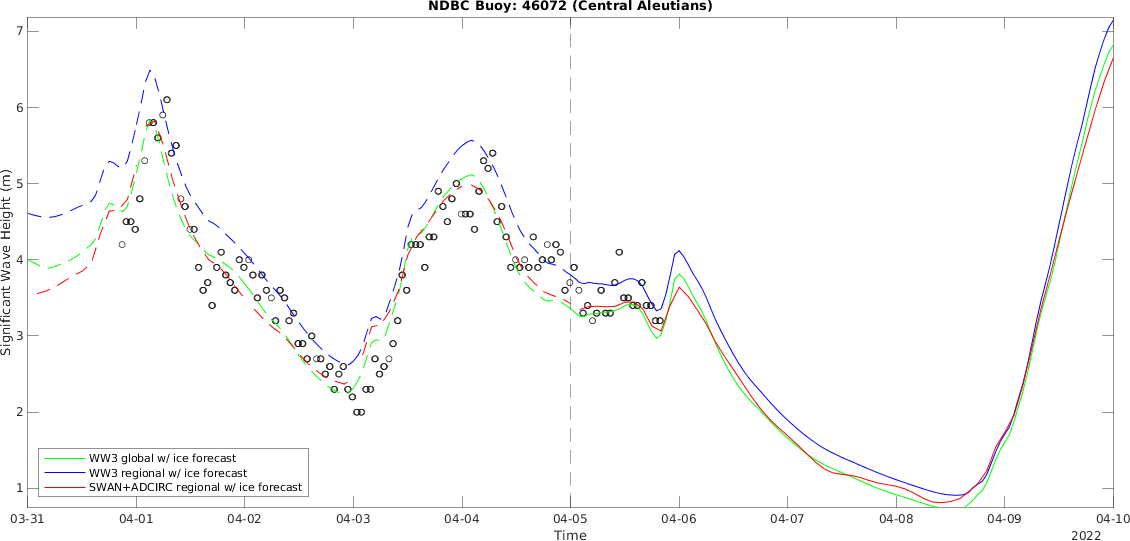 NDBC Buoy: 46072 (Central Aleutians)
7
6
5
4
3
2
1
Significant Wave Height (m)
WW3 global w/ ice forecast
WW3 regional w/ ice forecast
SWAN+ADCIRC regional w/ ice forecast
03-31 04-01 04-02 04-03 04-04 04-05 04-06 04-07 04-08 04-09 04-10
Time
2022